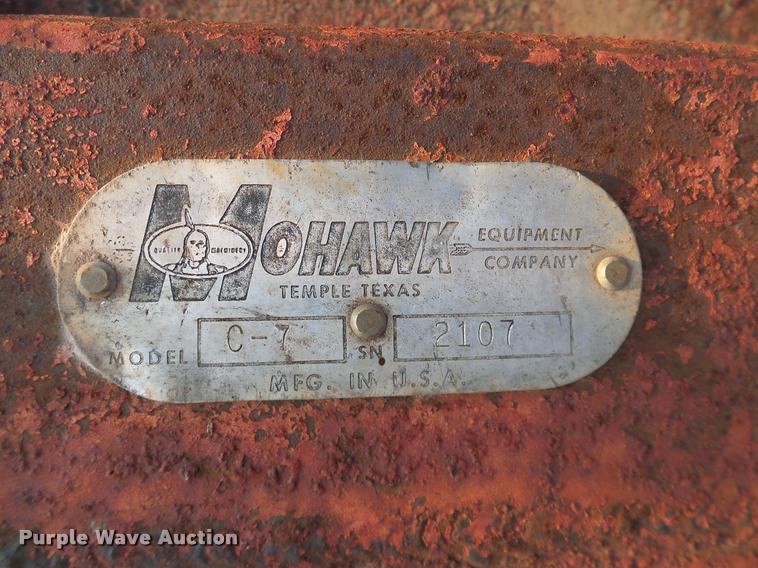 MOHAWK
QUALITY MACHINERY
EQUIPMENT
COMPANY
TEMPLE TEXAS
MODEL C-7 SN 2107
MFG. IN U.S.A.
Purple Wave Auction®